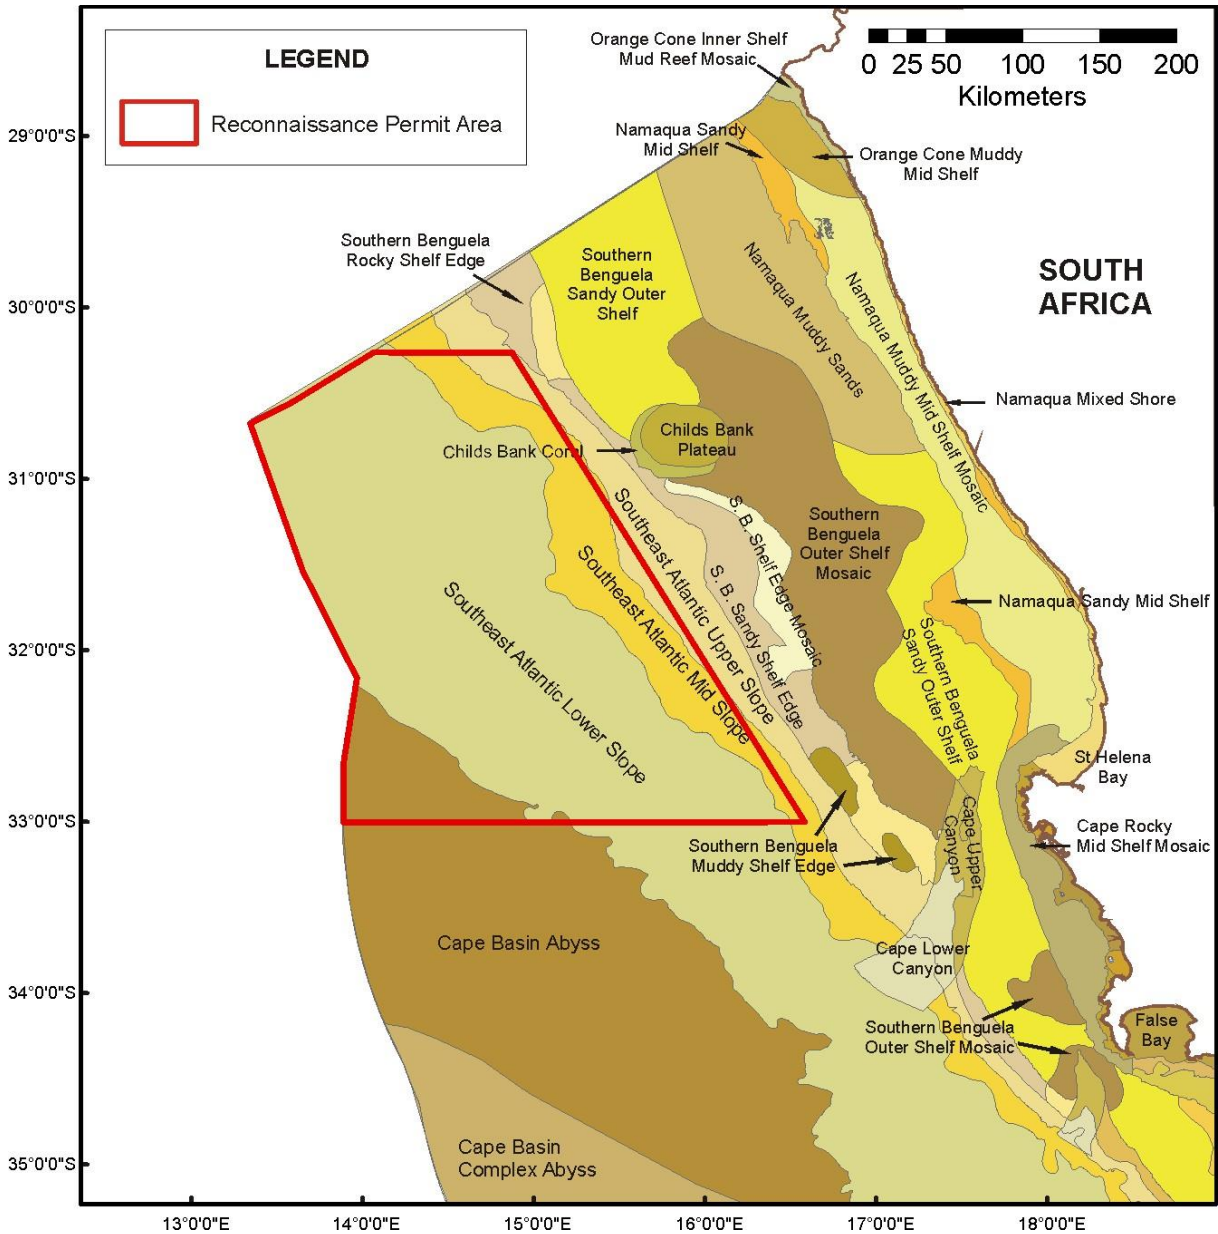 LEGEND
Reconnaissance Permit Area
Orange Cone Inner Shelf
Mud Reef Mosaic
0 25 50 100 150 200
Kilometers
Namaqua Sandy
Mid Shelf
Orange Cone Muddy
Mid Shelf
Southern Benguela
Rocky Shelf Edge
Southern
Benguela
Sandy Outer
Shelf
Namaqua Muddy Sands
Namaqua Muddy Mid Shelf Mosaic
SOUTH
AFRICA
Namaqua Mixed Shore
Childs Bank Coral
Childs Bank
Plateau
Southeast Atlantic Upper Slope
Southeast Atlantic Mid Slope
Southeast Atlantic Lower Slope
S. B. Shelf Edge Mosaic
S. B. Sandy Shelf Edge
Southern
Benguela
Outer Shelf
Mosaic
Namaqua Sandy Mid Shelf
Southern Benguela
Sandy Outer Shelf
St Helena
Bay
Cape Upper
Canyon
Cape Rocky
Mid Shelf Mosaic
Southern Benguela
Muddy Shelf Edge
Cape Basin Abyss
Cape Lower
Canyon
Southern Benguela
Outer Shelf Mosaic
False
Bay
Cape Basin
Complex Abyss
29°0'0"S
30°0'0"S
31°0'0"S
32°0'0"S
33°0'0"S
34°0'0"S
35°0'0"S
13°0'0"E
14°0'0"E
15°0'0"E
16°0'0"E
17°0'0"E
18°0'0"E